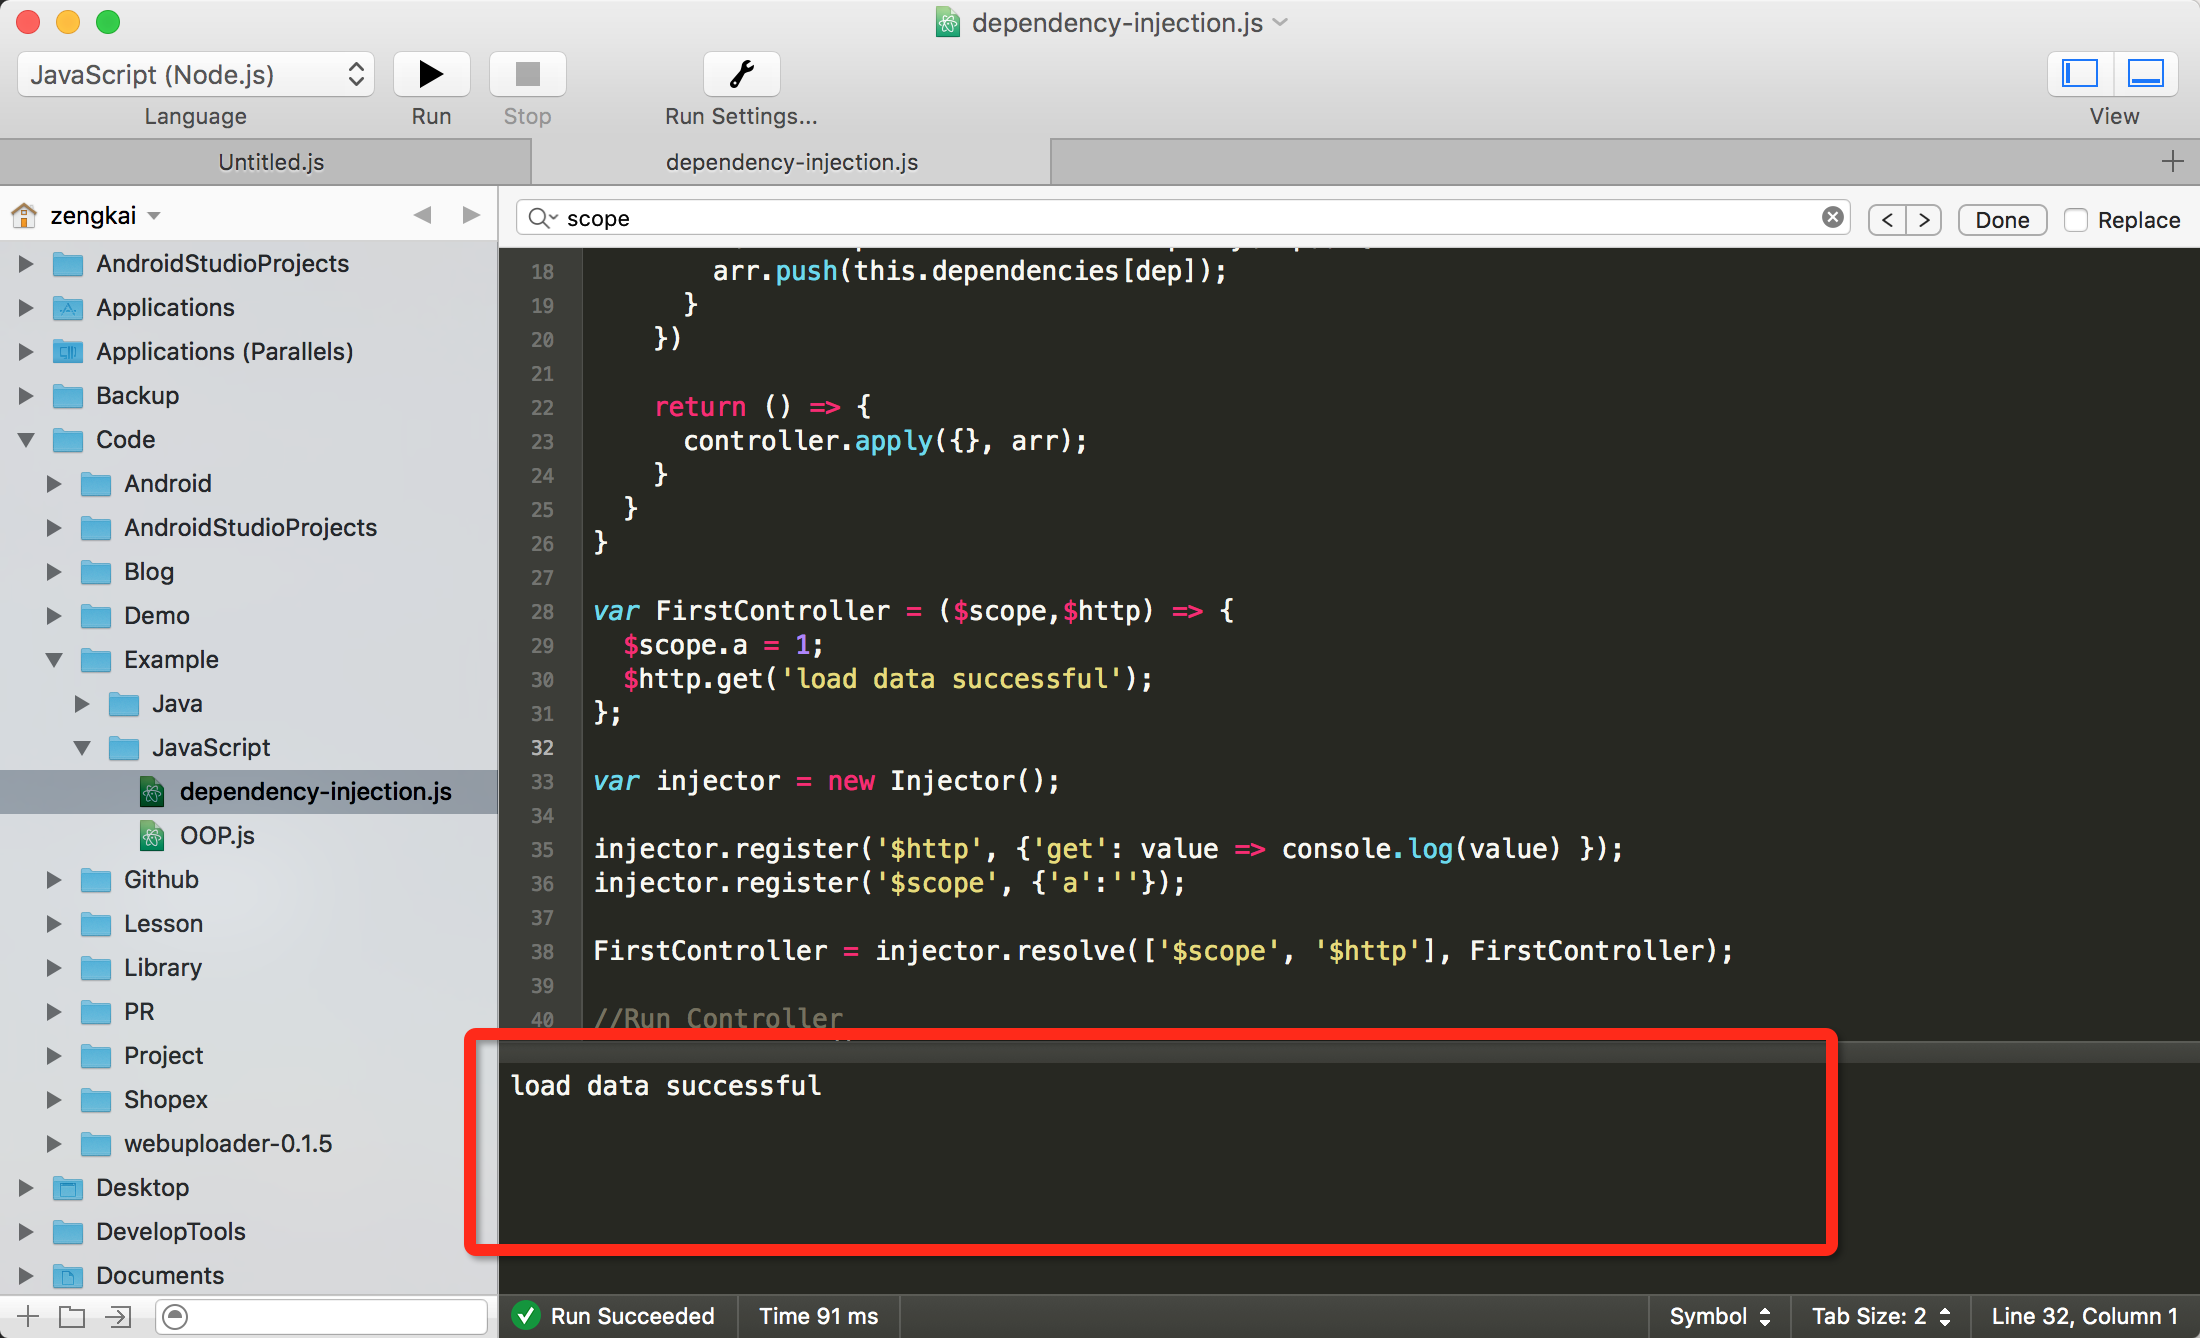 dependency-injection.js
JavaScript (Node.js)
Language
Run
Stop
Run Settings...
View
Untitled.js
dependency-injection.js
zengkai
AndroidStudioProjects
Applications
Applications (Parallels)
Backup
Code
Android
AndroidStudioProjects
Blog
Demo
Example
Java
JavaScript
dependency-injection.js
OOP.js
Github
Lesson
Library
PR
Project
Shopex
webuploader-0.1.5
Desktop
DevelopTools
Documents
scope
Done
Replace
18 arr.push(this.dependencies[dep]);
19 }
20 })
21
22 return () => {
23 controller.apply({}, arr);
24 }
25 }
26 }
27
28 var FirstController = ($scope,$http) => {
29 $scope.a = 1;
30 $http.get('load data successful');
31 };
32
33 var injector = new Injector();
34
35 injector.register('$http', {'get': value => console.log(value) });
36 injector.register('$scope', {'a':''});
37
38 FirstController = injector.resolve(['$scope', '$http'], FirstController);
39
40 //Run Controller
load data successful
Run Succeeded
Time 91 ms
Symbol
Tab Size: 2
Line 32, Column 1